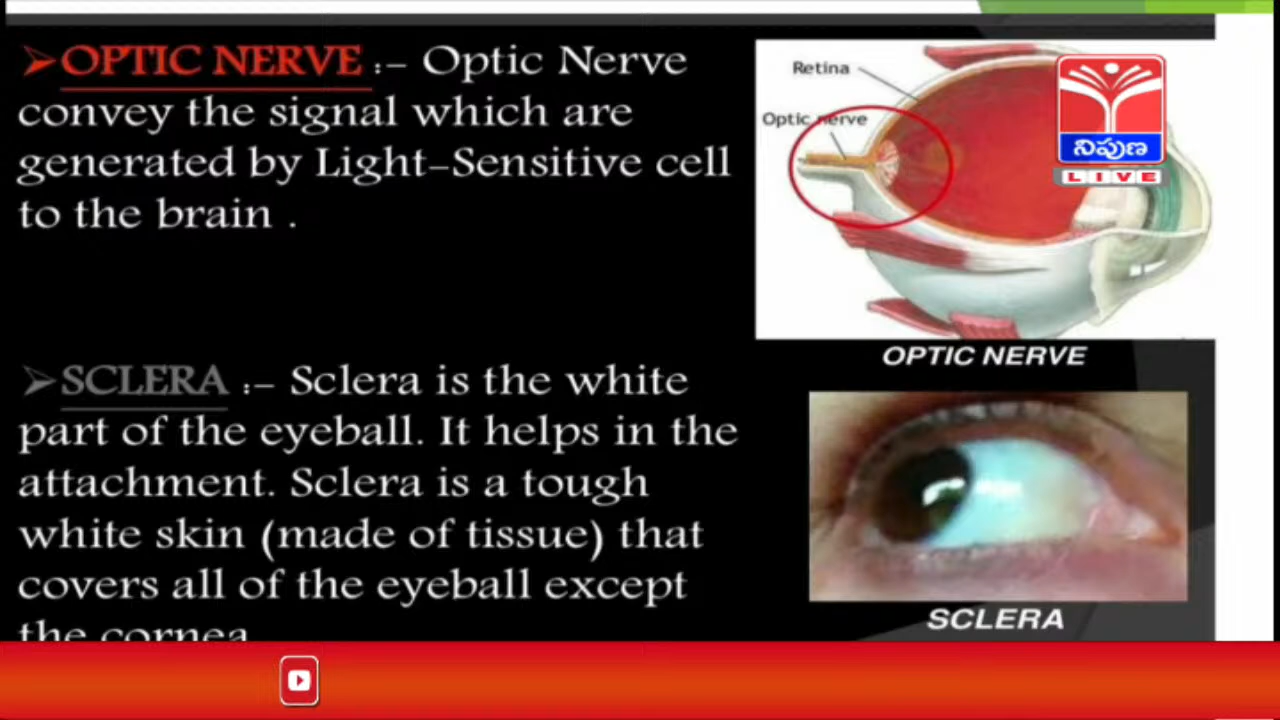 ➢OPTIC NERVE :- Optic Nerve
convey the signal which are
generated by Light-Sensitive cell
to the brain .
Retina
Optic nerve
నిపుణ
LIVE
OPTIC NERVE
➢SCLERA :- Sclera is the white
part of the eyeball. It helps in the
attachment. Sclera is a tough
white skin (made of tissue) that
covers all of the eyeball except
the cornea
SCLERA